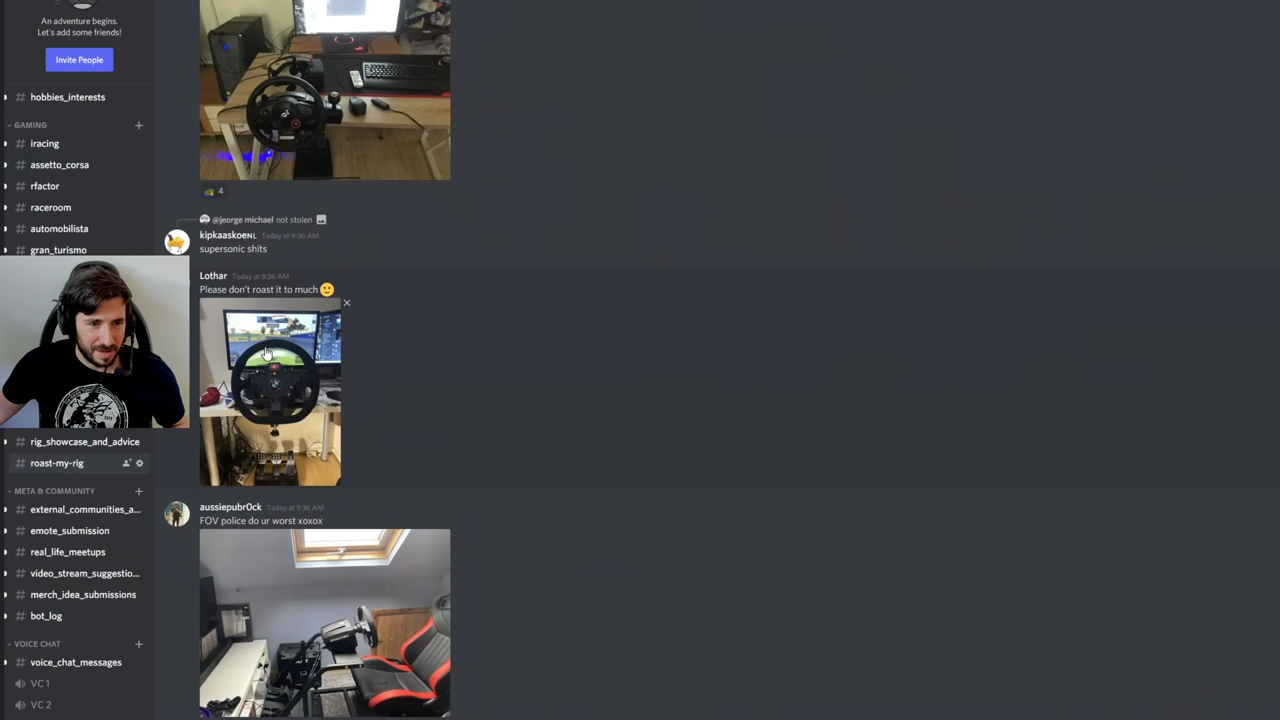 An adventure begins.
Let's add some friends!
Invite People
# hobbies_interests
GAMING
# iracing
# assetto_corsa
# rfactor
# raceroom
# automobilista
# gran_turismo
# rig_showcase_and_advice
# roast-my-rig
META & COMMUNITY
# external_communities_a...
# emote_submission
# real_life_meetups
# video_stream_suggestio...
# merch_idea_submissions
# bot_log
VOICE CHAT
# voice_chat_messages
VC 1
VC 2
4
@jeorge michael not stolen
kipkaaskoeNL Today at 9:36 AM
supersonic shits
Lothar Today at 9:36 AM
Please don't roast it to much
aussiepubr0ck Today at 9:36 AM
FOV police do ur worst xoxox